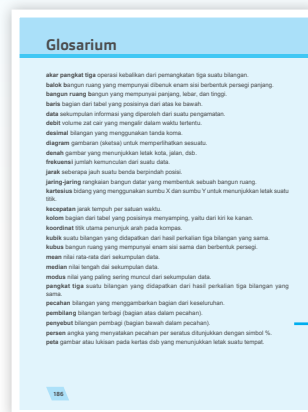 Glosarium
akar pangkat tiga operasi kebalikan dari pemangkatan tiga suatu bilangan.
balok bangun ruang yang mempunyai dibenuk enam sisi berbentuk persegi panjang.
bangun ruang bangun yang mempunyai panjang, lebar, dan tinggi.
baris bagian dari tabel yang posisinya dari atas ke bawah.
data sekumpulan informasi yang diperoleh dari suatu pengamatan.
debit volume zat cair yang mengalir dalam waktu tertentu.
desimal bilangan yang menggunakan tanda koma.
diagram gambaran (sketsa) untuk memperlihatkan sesuatu.
denah gambar yang menunjukkan letak kota, jalan, dsb.
frekuensi jumlah kemunculan dari suatu data.
jarak seberapa jauh suatu benda berpindah posisi.
jaring-jaring rangkaian bangun datar yang membentuk sebuah bangun ruang.
kartesius bidang yang menggunakan sumbu X dan sumbu Y untuk menunjukkan letak suatu
titik.
kecepatan jarak tempuh per satuan waktu.
kolom bagian dari tabel yang posisinya menyamping, yaitu dari kiri ke kanan.
koordinat titik utama penunjuk arah pada kompas.
kubik suatu bilangan yang didapatkan dari hasil perkalian tiga bilangan yang sama.
kubus bangun ruang yang mempunyai enam sisi sama dan berbentuk persegi.
mean nilai rata-rata dari sekumpulan data.
median nilai tengah dai sekumpulan data.
modus nilai yang paling sering muncul dari sekumpulan data.
pangkat tiga suatu bilangan yang didapatkan dari hasil perkalian tiga bilangan yang
sama.
pecahan bilangan yang menggambarkan bagian dari keseluruhan.
pembilang bilangan terbagi (bagian atas dalam pecahan).
penyebut bilangan pembagi (bagian bawah dalam pecahan).
persen angka yang menyatakan pecahan per seratus ditunjukkan dengan simbol %.
peta gambar atau lukisan pada kertas dsb yang menunjukkan letak suatu tempat.
186